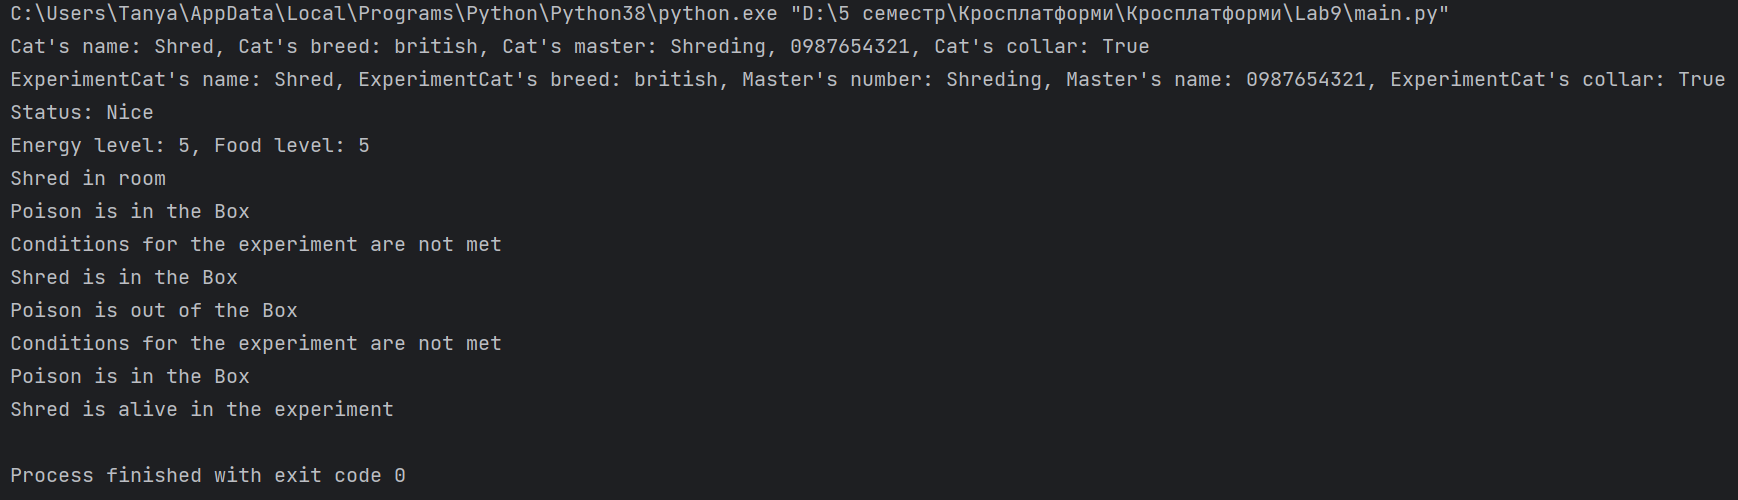 C:\Users\Tanya\AppData\Local\Programs\Python\Python38\python.exe "D:\5 семестр\Кросплатформи\Кросплатформи\Lab9\main.py"
Cat's name: Shred, Cat's breed: british, Cat's master: Shreding, 0987654321, Cat's collar: True
ExperimentCat's name: Shred, ExperimentCat's breed: british, Master's number: Shreding, Master's name: 0987654321, ExperimentCat's collar: True
Status: Nice
Energy level: 5, Food level: 5
Shred in room
Poison is in the Box
Conditions for the experiment are not met
Shred is in the Box
Poison is out of the Box
Conditions for the experiment are not met
Poison is in the Box
Shred is alive in the experiment
Process finished with exit code 0